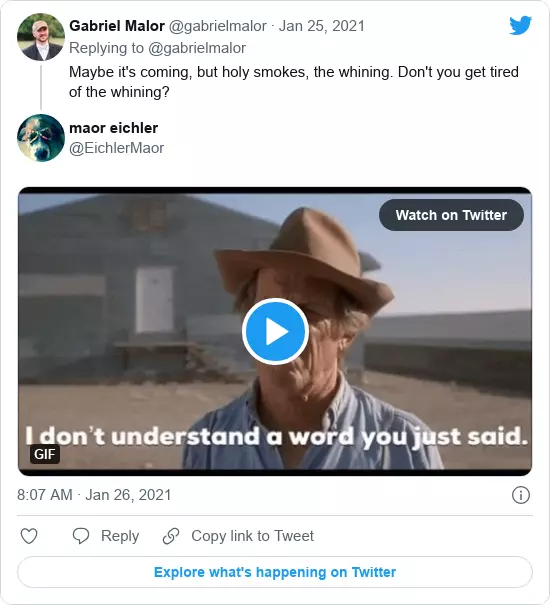 Gabriel Malor @gabrielmalor · Jan 25, 2021
Replying to @gabrielmalor
Maybe it's coming, but holy smokes, the whining. Don't you get tired
of the whining?
maor eichler
@EichlerMaor
Watch on Twitter
I don't understand a word you just said.
GIF
8:07 AM · Jan 26, 2021
Reply
Copy link to Tweet
Explore what's happening on Twitter